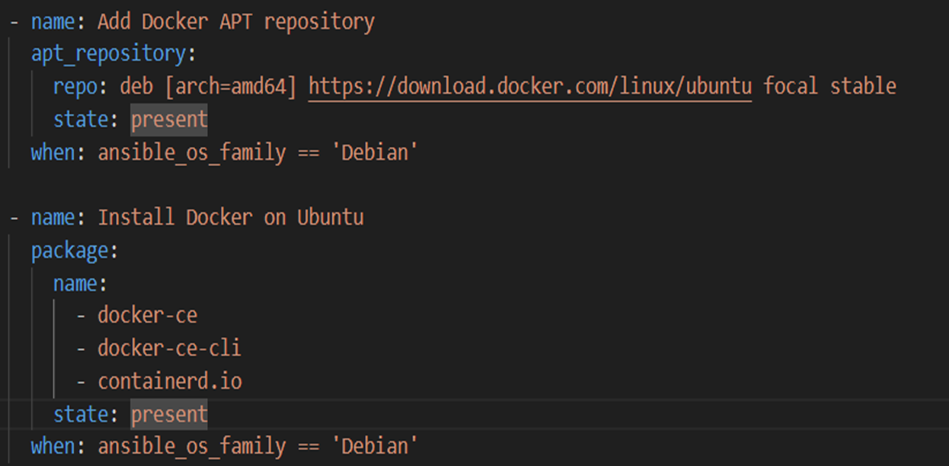 - name: Add Docker APT repository
apt_repository:
repo: deb [arch=amd64] https://download.docker.com/linux/ubuntu focal stable
state: present
when: ansible_os_family == 'Debian'
- name: Install Docker on Ubuntu
package:
name:
- docker-ce
- docker-ce-cli
- containerd.io
state: present
when: ansible_os_family == 'Debian'